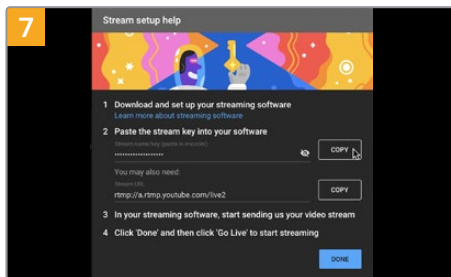 7
Stream setup help
1 Download and set up your streaming software
Learn more about streaming software
2 Paste the stream key into your software
Stream name/key (paste in encoder)
••••••••••••••••••
COPY
You may also need:
Stream URL
rtmp://a.rtmp.youtube.com/live2
COPY
3 In your streaming software, start sending us your video stream
4 Click 'Done' and then click 'Go Live' to start streaming
DONE